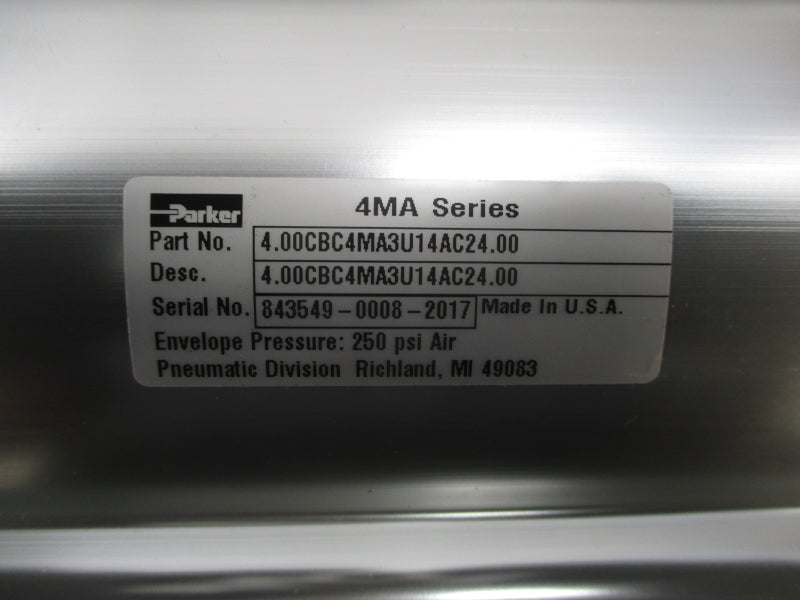 Parker 4MA Series
Part No. 4.00CBC4MA3U14AC24.00
Desc. 4.00CBC4MA3U14AC24.00
Serial No. 843549-0008-2017 Made In U.S.A.
Envelope Pressure: 250 psi Air
Pneumatic Division Richland, MI 49083